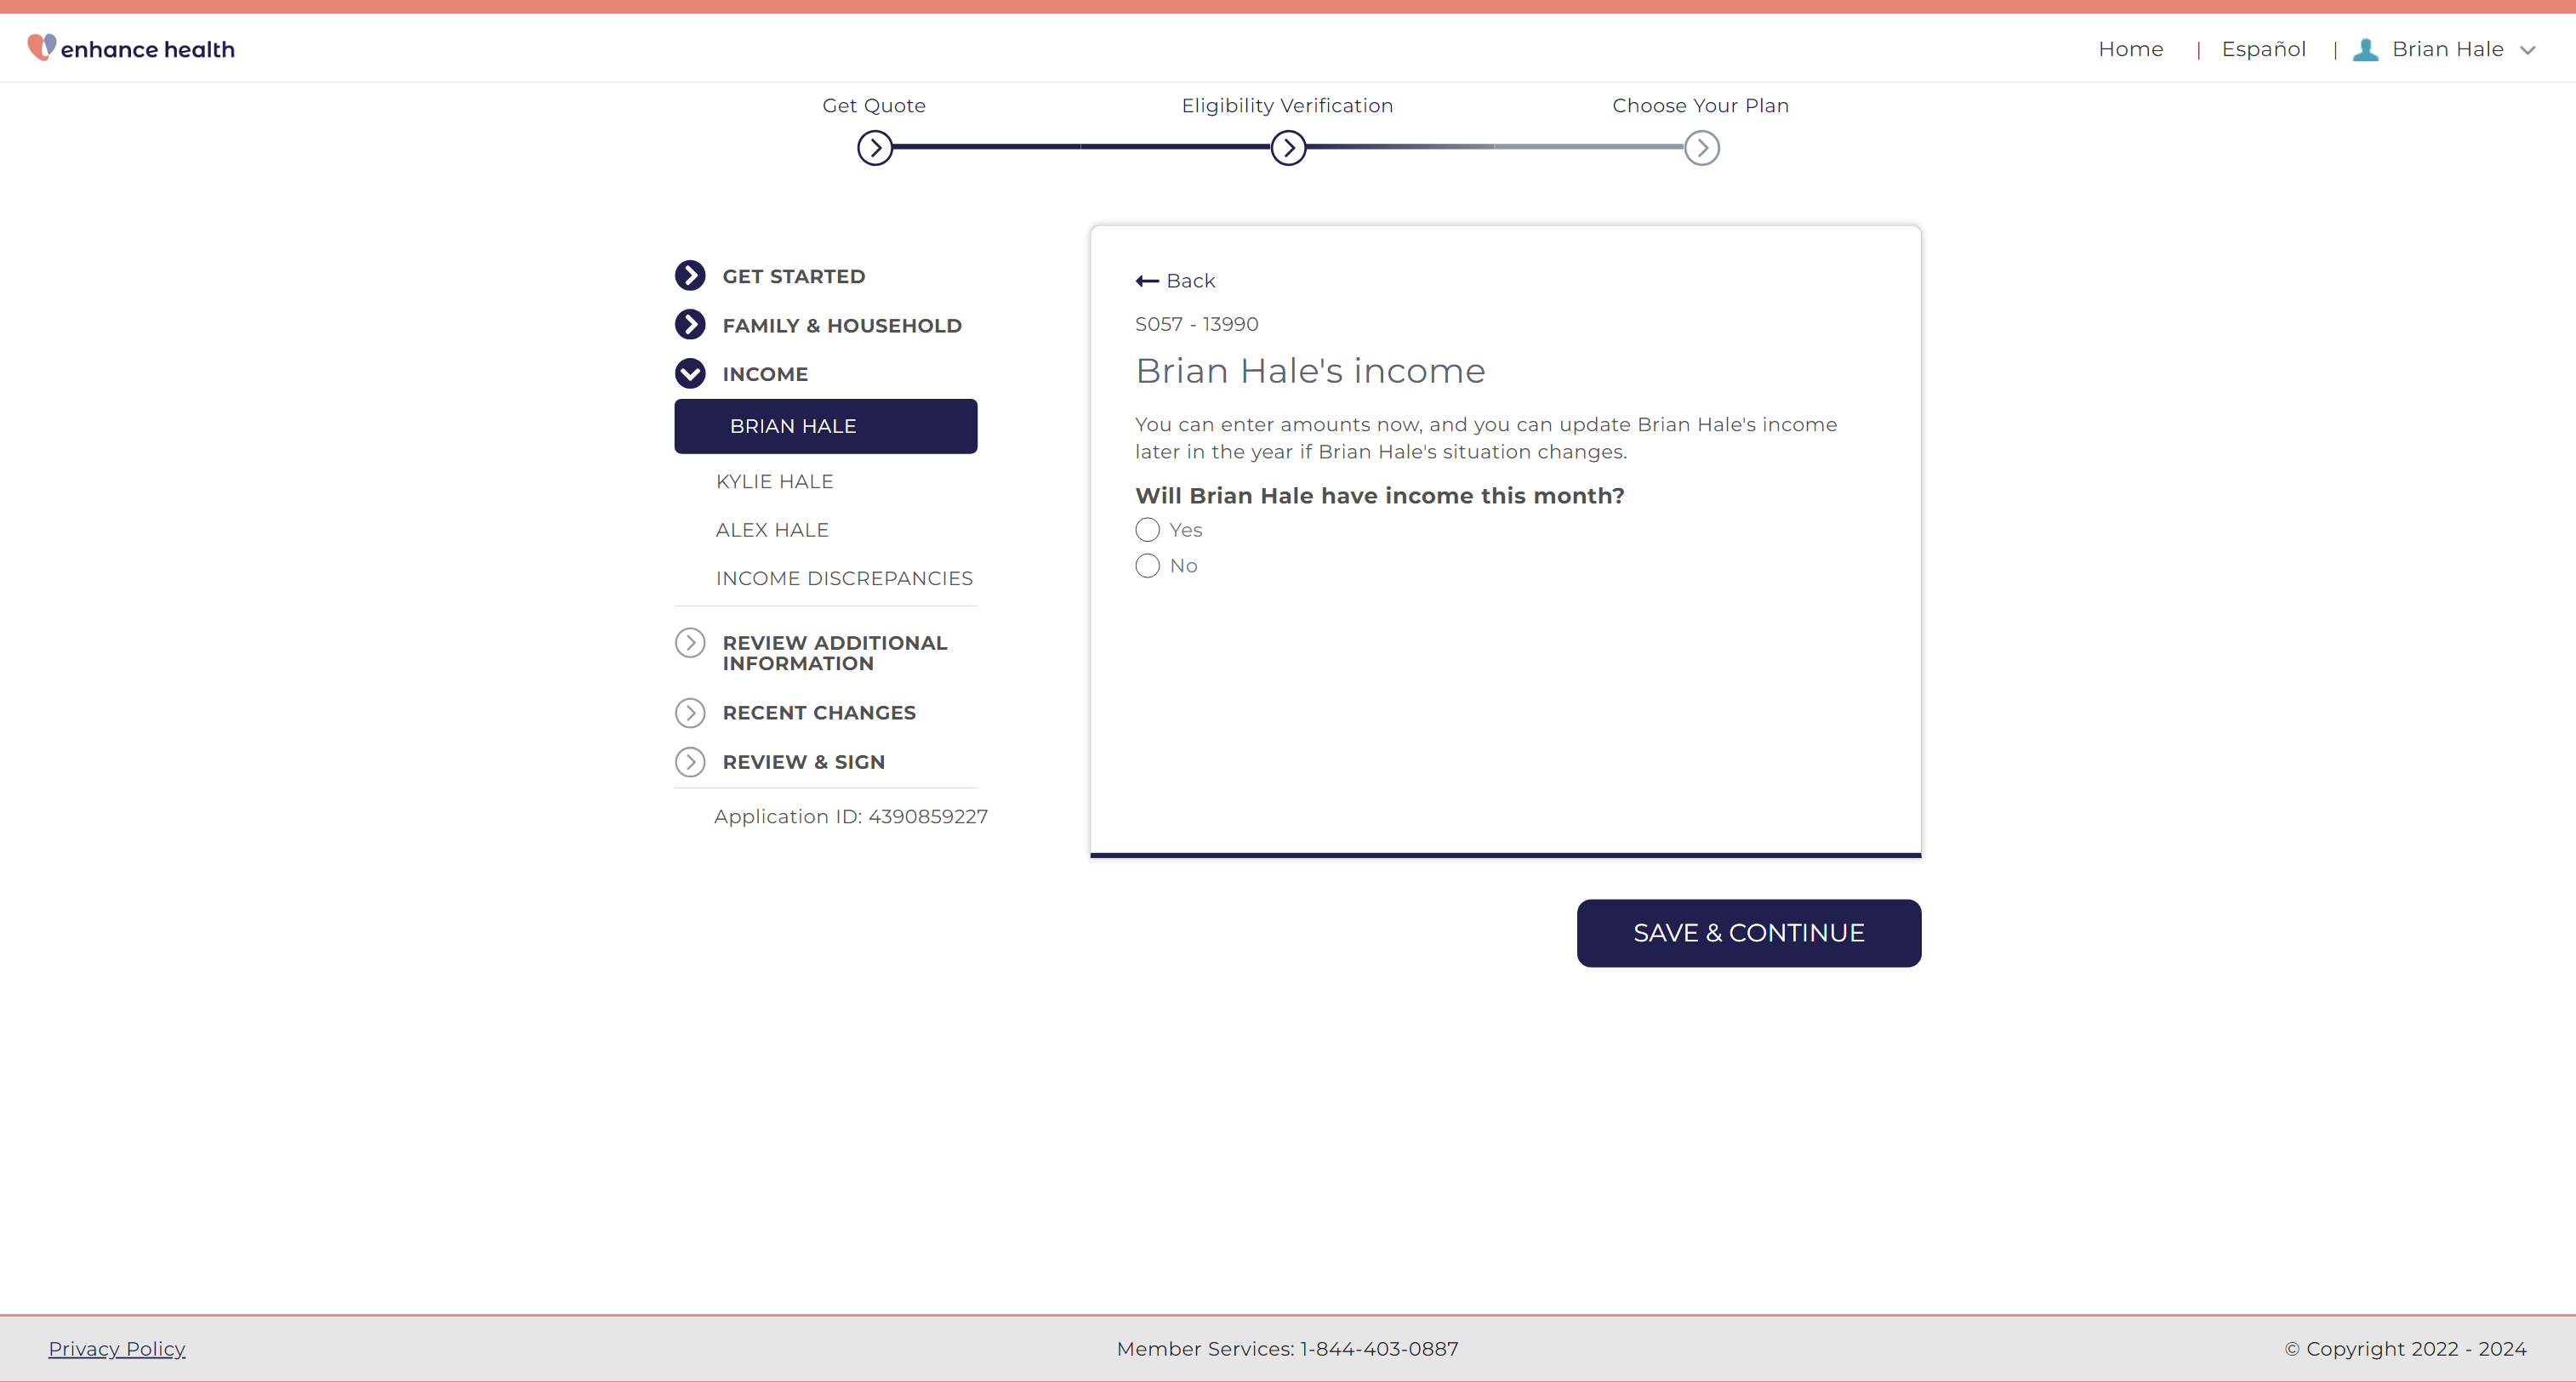 enhance health
Home | Español | Brian Hale
Get Quote
Eligibility Verification
Choose Your Plan
GET STARTED
FAMILY & HOUSEHOLD
INCOME
BRIAN HALE
KYLIE HALE
ALEX HALE
INCOME DISCREPANCIES
REVIEW ADDITIONAL
INFORMATION
RECENT CHANGES
REVIEW & SIGN
Application ID: 4390859227
Back
S057 - 13990
Brian Hale's income
You can enter amounts now, and you can update Brian Hale's income
later in the year if Brian Hale's situation changes.
Will Brian Hale have income this month?
Yes
No
SAVE & CONTINUE
Privacy Policy
Member Services: 1-844-403-0887
© Copyright 2022 - 2024